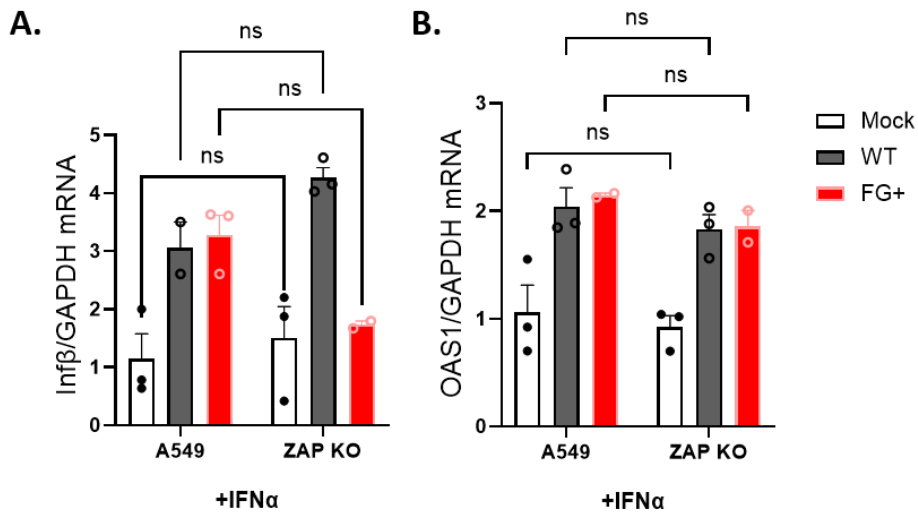 A.
ns
ns
ns
Infβ/GAPDH mRNA
5
4
3
2
1
0
A549
ZAP KO
+IFNα
B.
ns
ns
ns
OAS1/GAPDH mRNA
3
2
1
0
A549
ZAP KO
+IFNα
Mock
WT
FG+